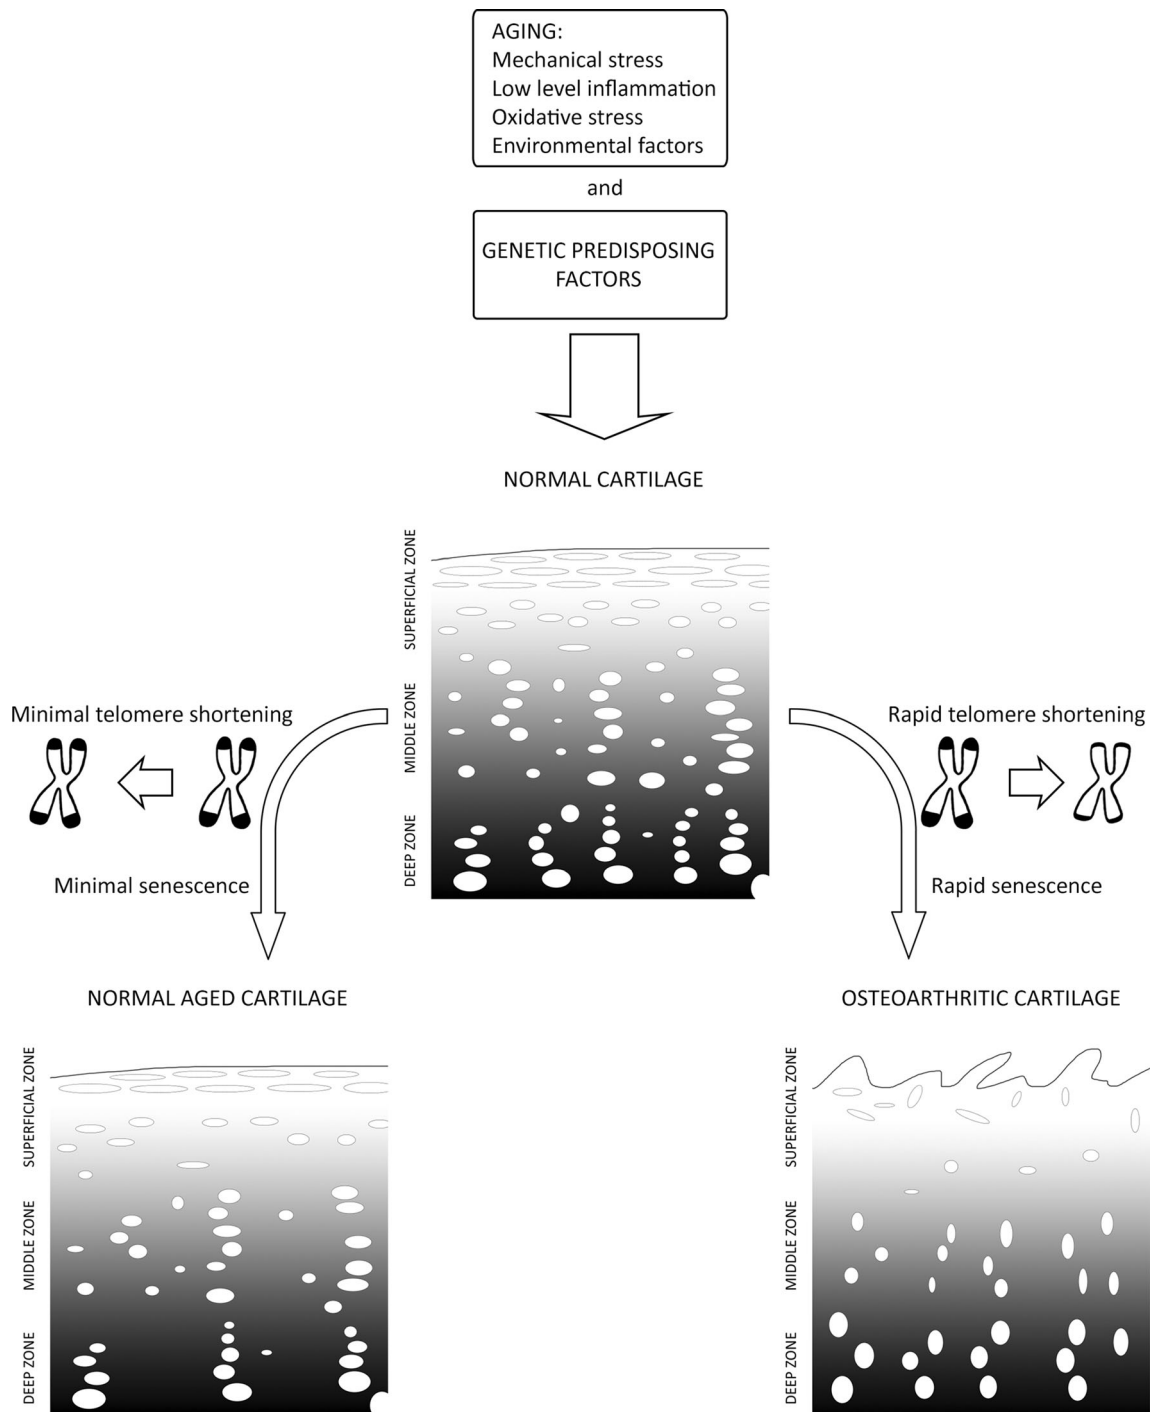 AGING:
Mechanical stress
Low level inflammation
Oxidative stress
Environmental factors
and
GENETIC PREDISPOSING
FACTORS
NORMAL CARTILAGE
SUPERFICIAL ZONE
MIDDLE ZONE
DEEP ZONE
Minimal telomere shortening
Minimal senescence
Rapid telomere shortening
Rapid senescence
NORMAL AGED CARTILAGE
SUPERFICIAL ZONE
MIDDLE ZONE
DEEP ZONE
OSTEOARTHRITIC CARTILAGE
SUPERFICIAL ZONE
MIDDLE ZONE
DEEP ZONE